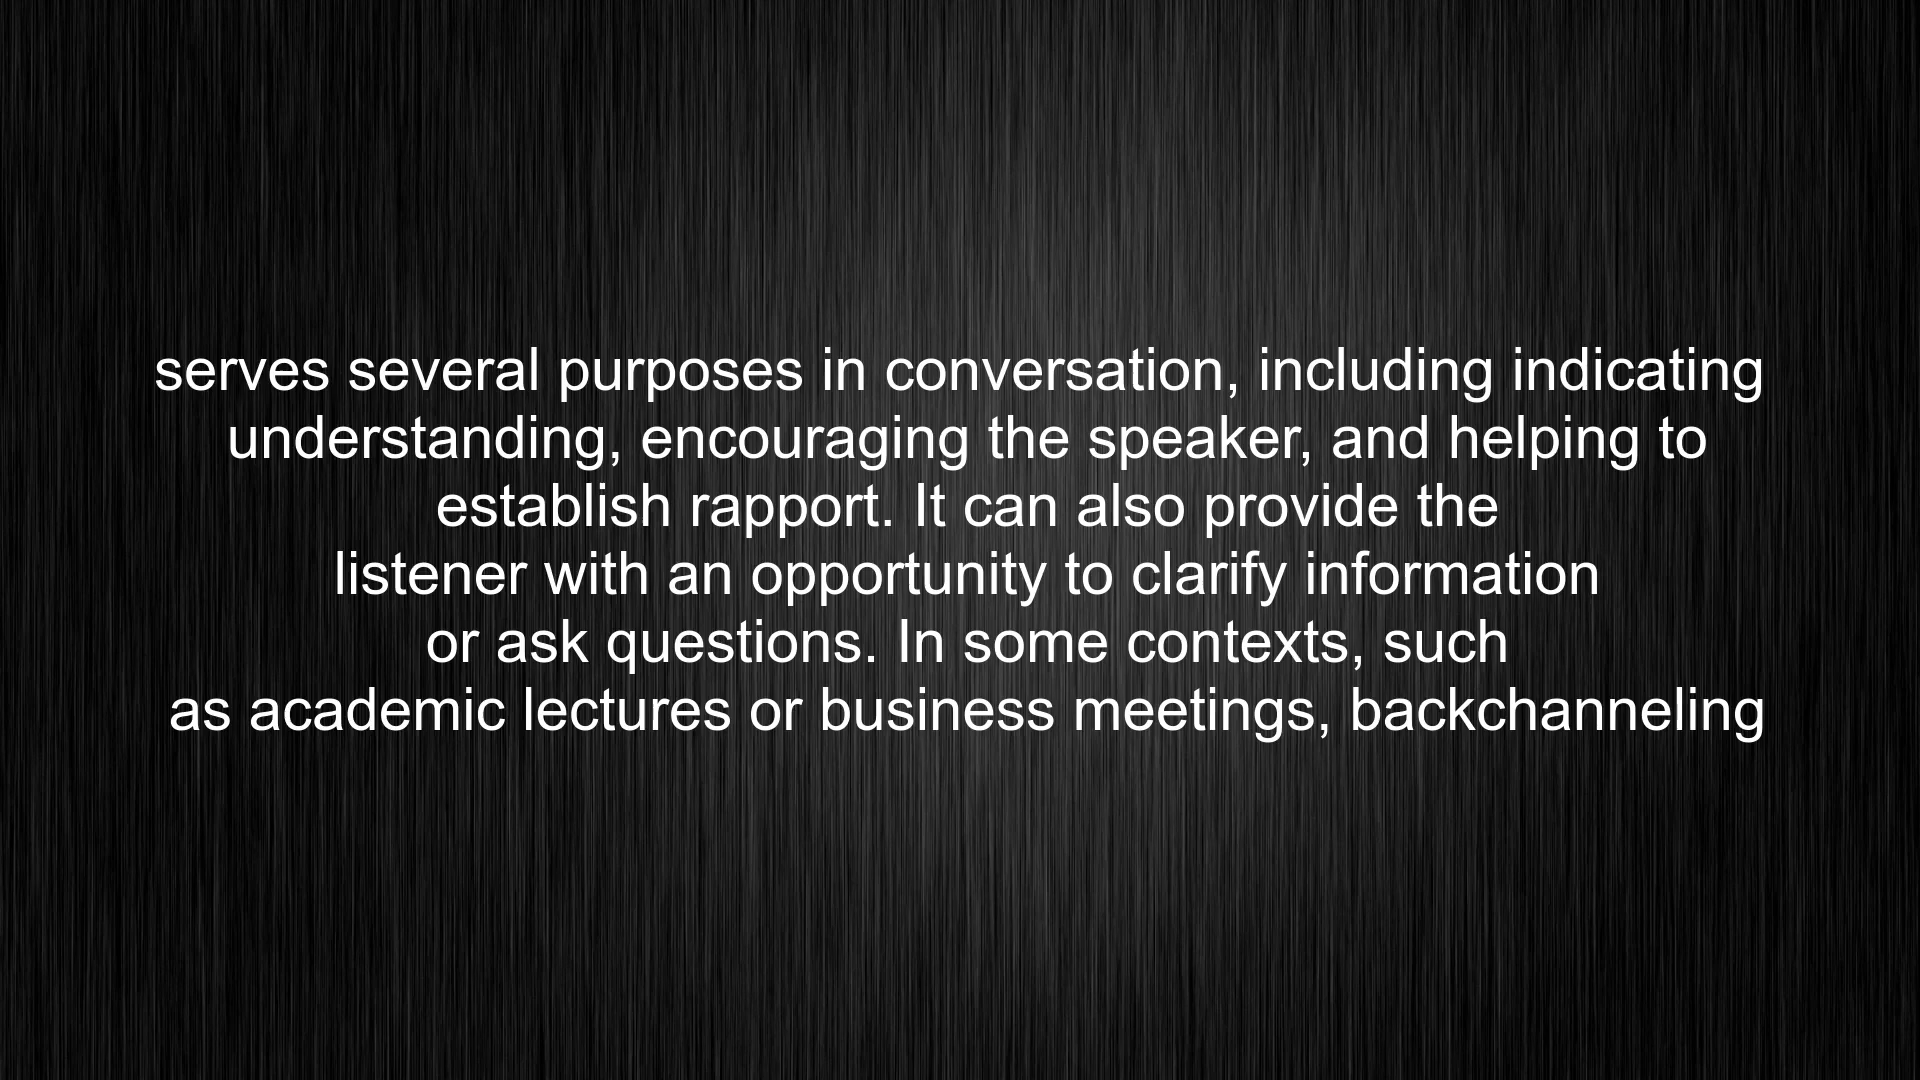 serves several purposes in conversation, including indicating
understanding, encouraging the speaker, and helping to
establish rapport. It can also provide the
listener with an opportunity to clarify information
or ask questions. In some contexts, such
as academic lectures or business meetings, backchanneling